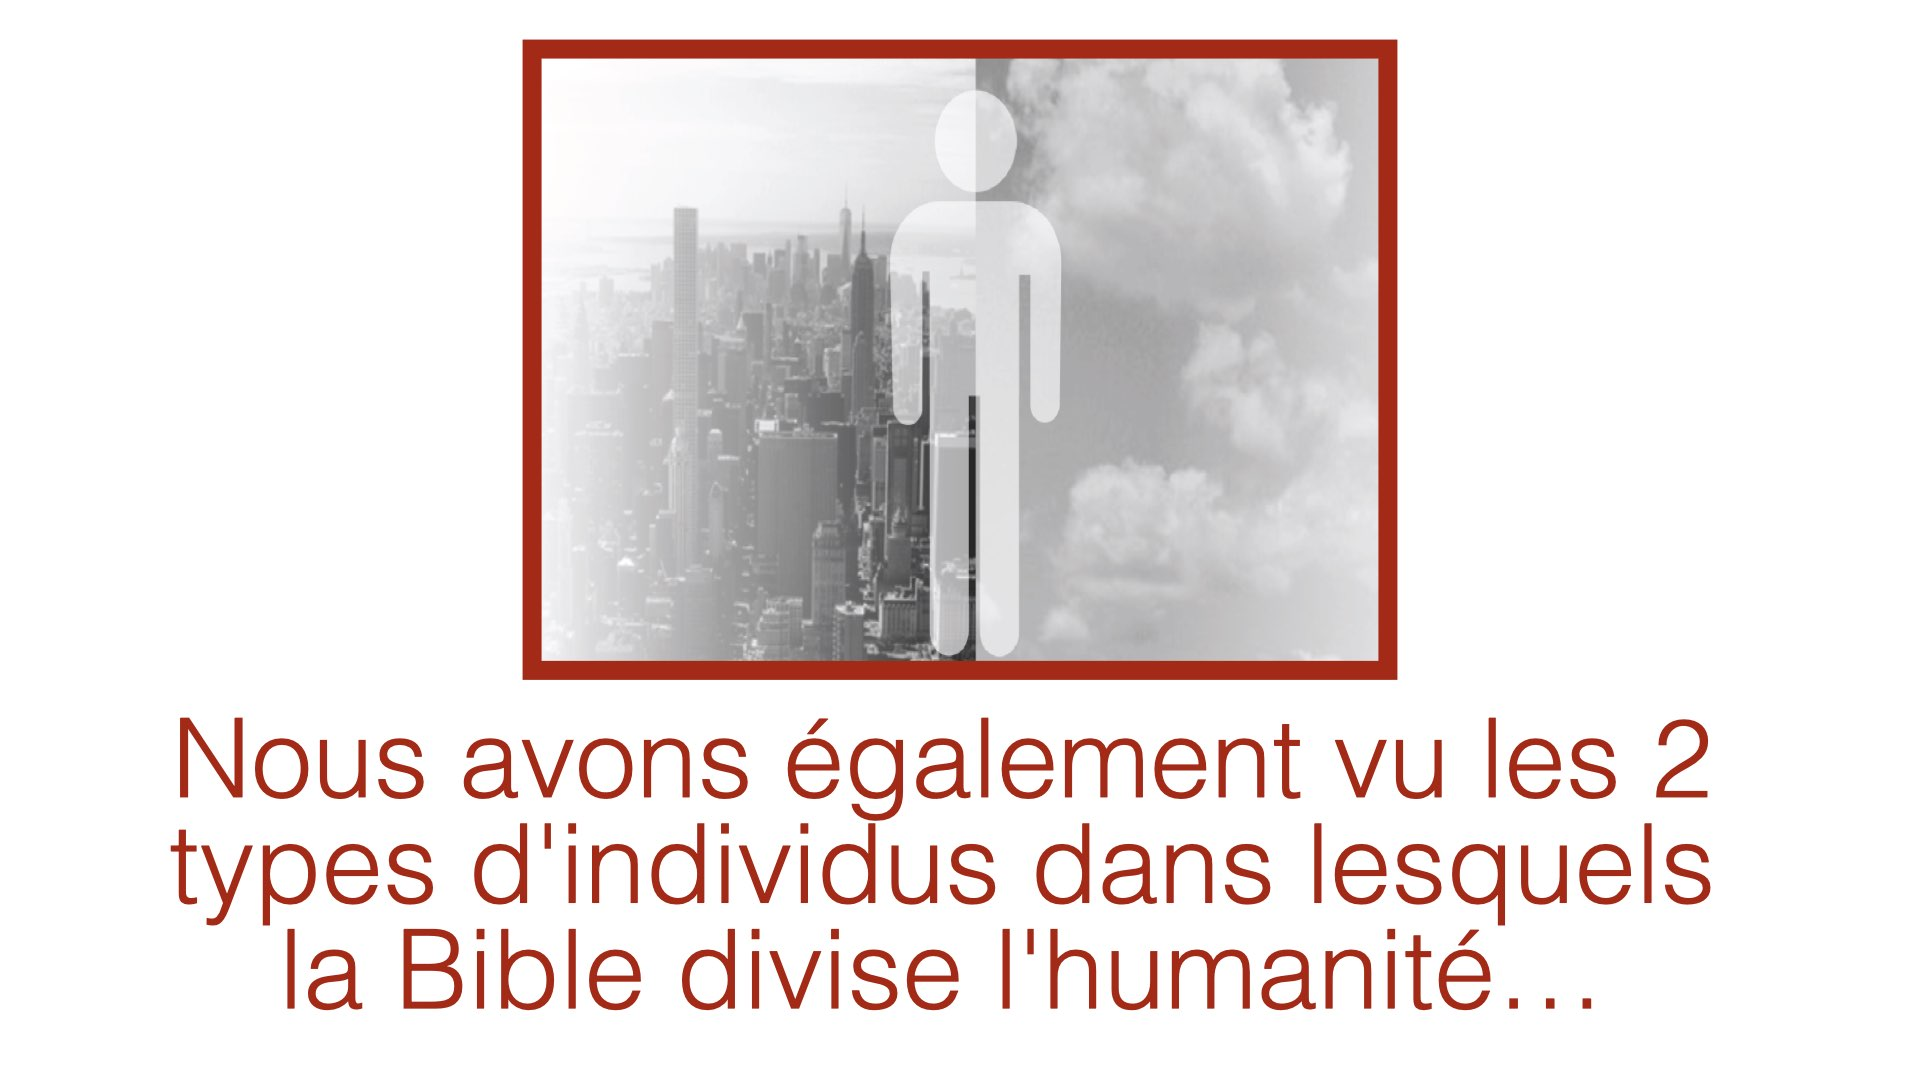 Nous avons également vu les 2
types d'individus dans lesquels
la Bible divise l'humanité…